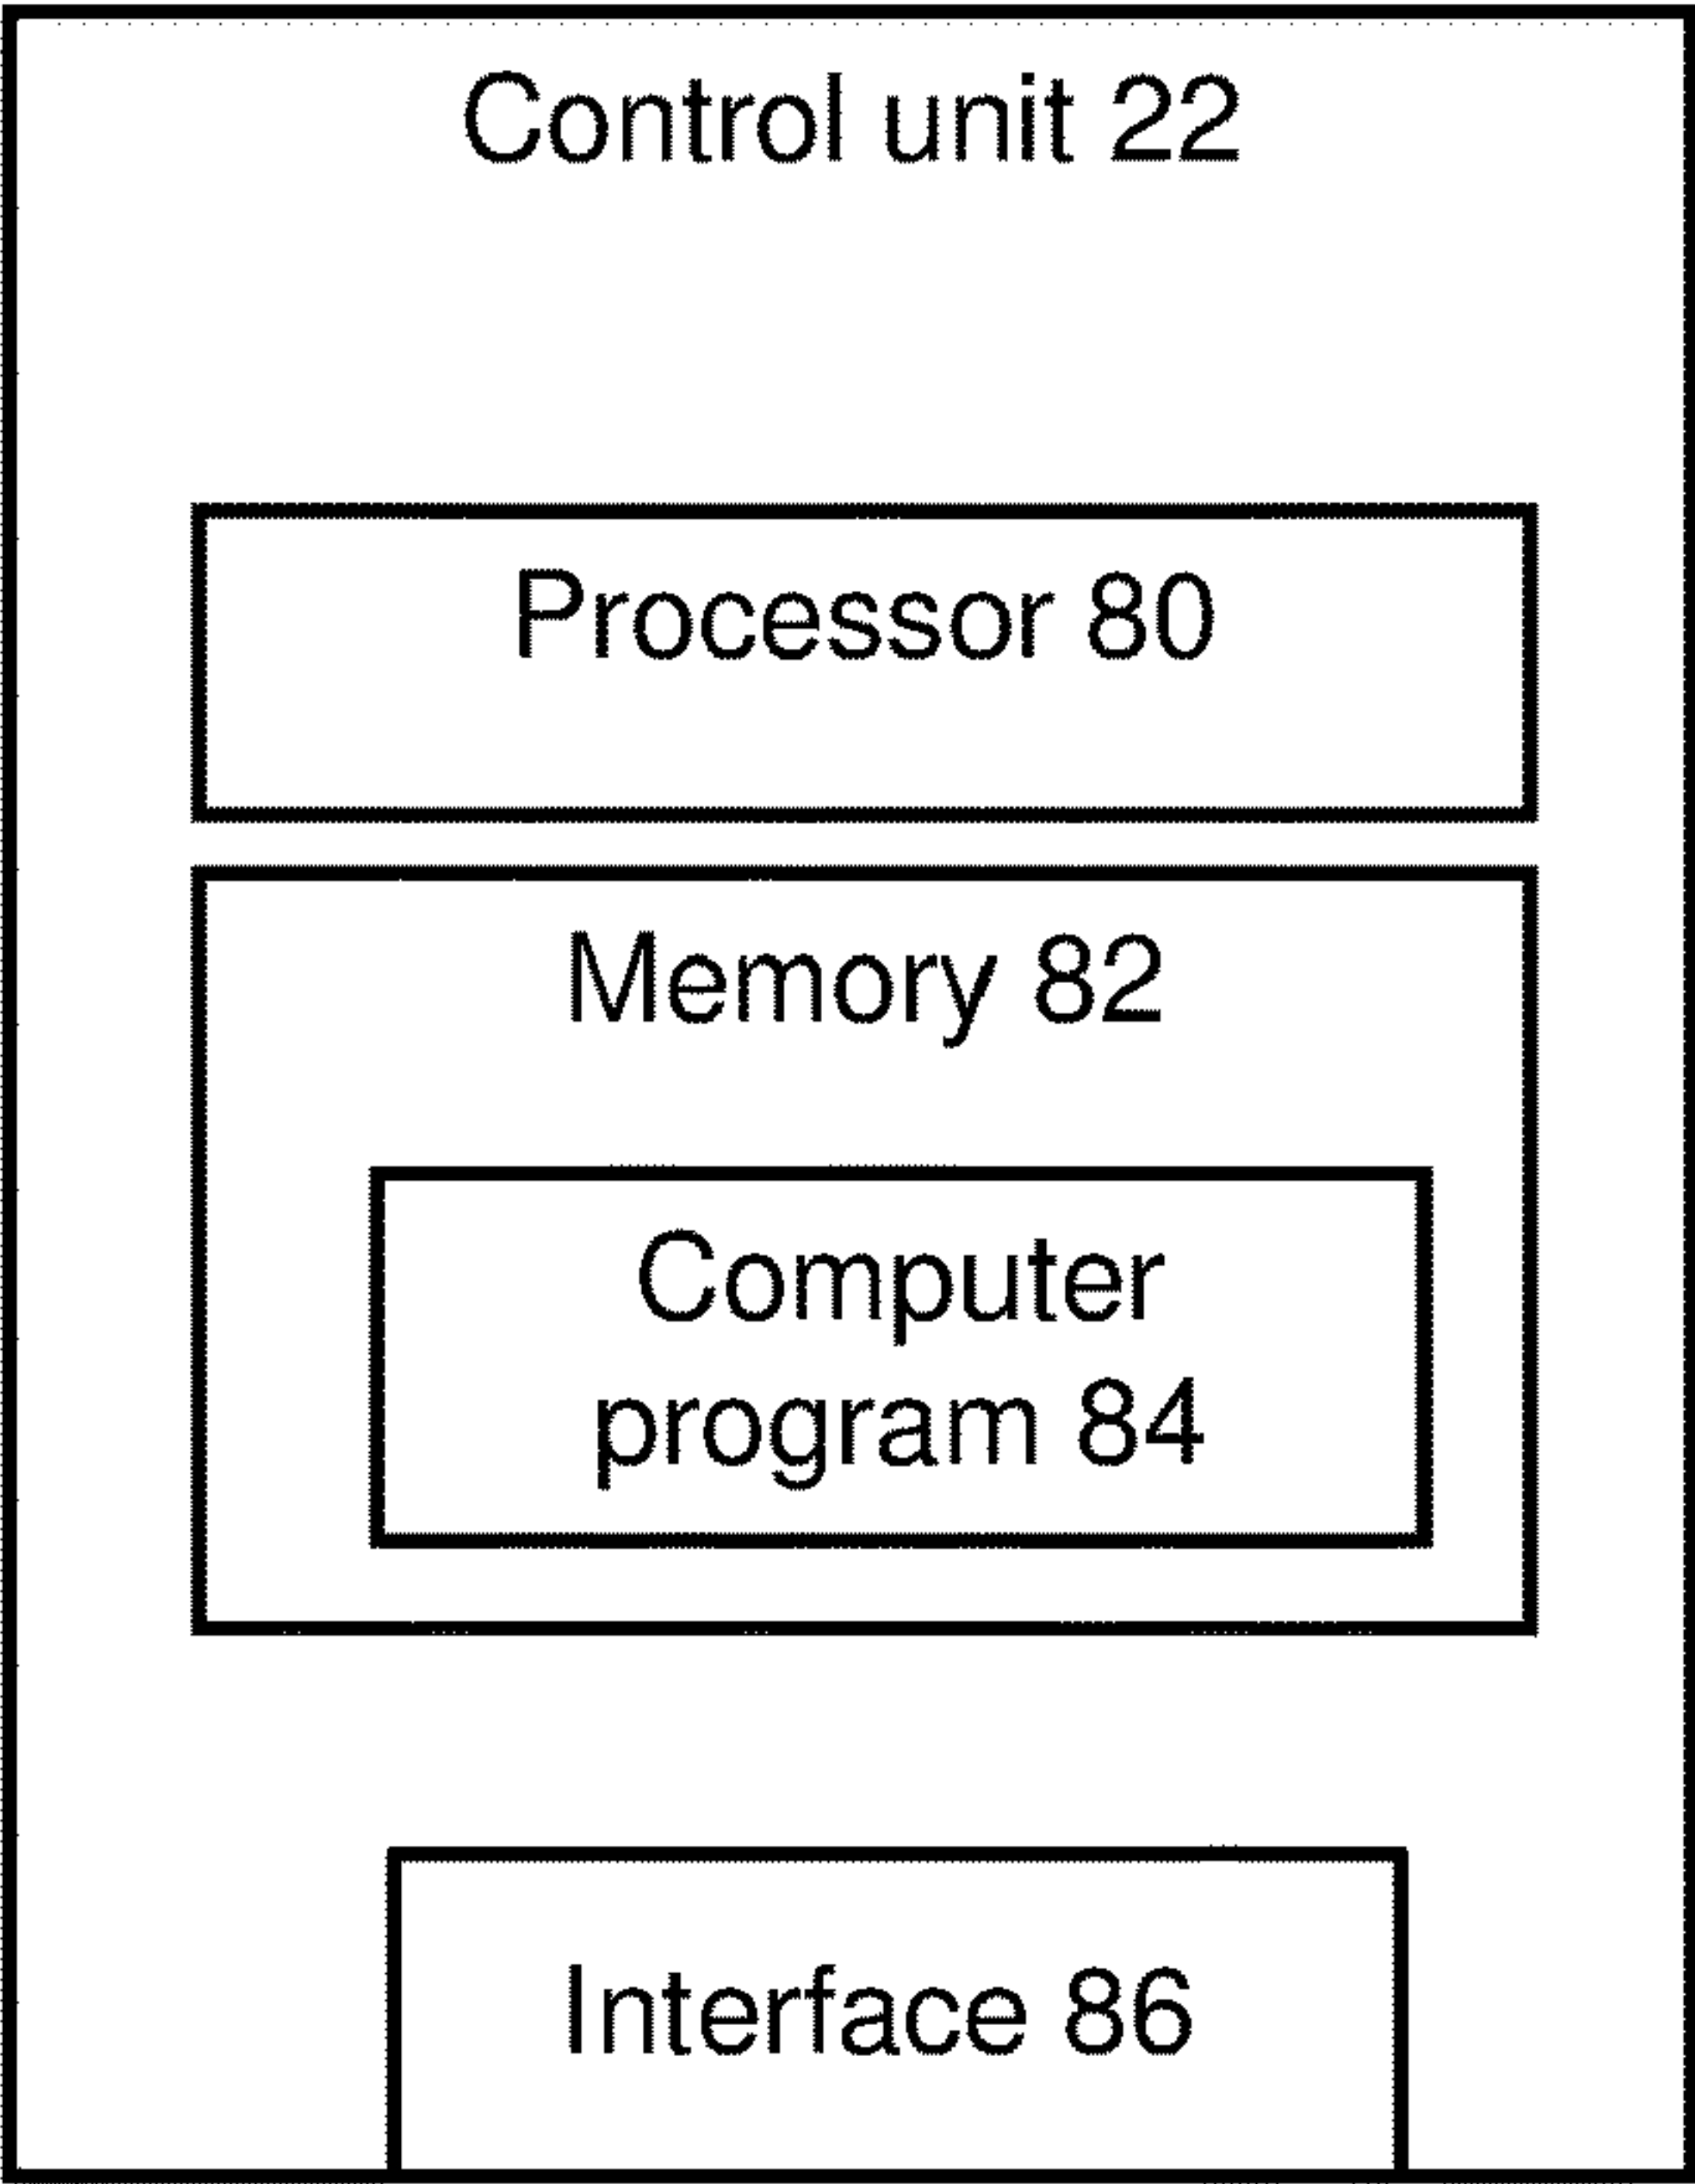 Control unit 22
Processor 80
Memory 82
Computer
program 84
Interface 86